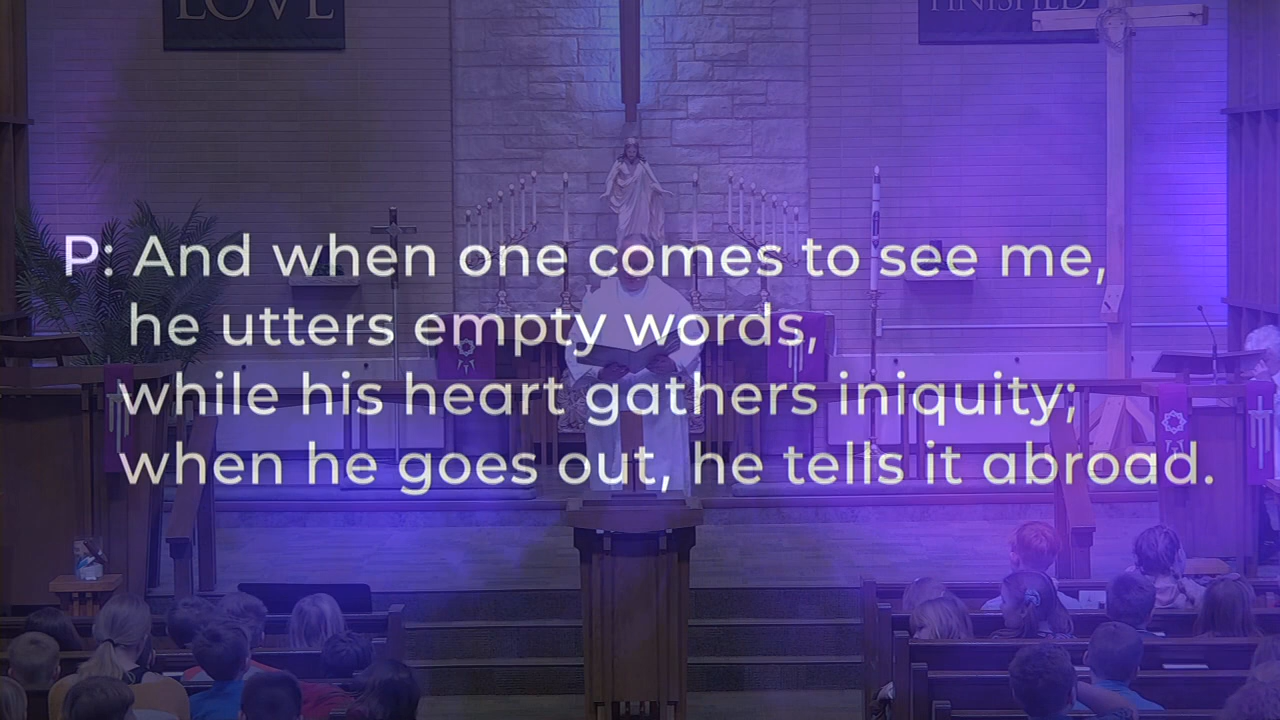 LOVE
FINISHED
P: And when one comes to see me,
he utters empty words,
while his heart gathers iniquity;
when he goes out, he tells it abroad.